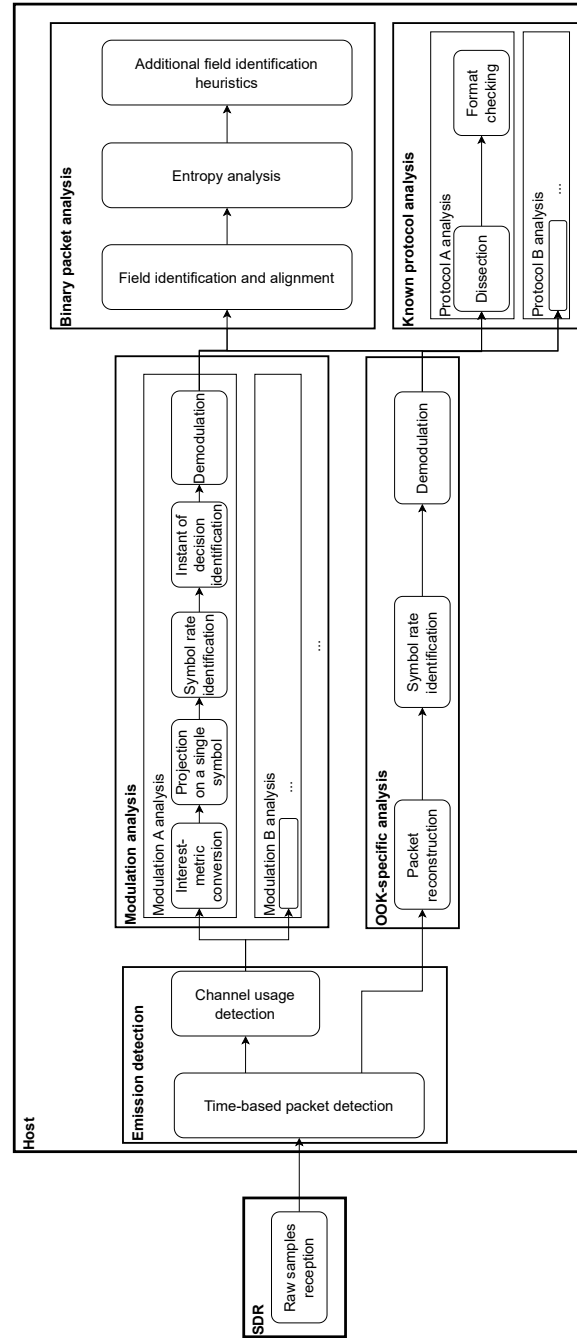 SDR
Raw samples
reception
Host
Emission detection
Time-based packet detection
Channel usage
detection
Modulation analysis
Modulation A analysis
Interest-
metric
conversion
Projection
on a single
symbol
Symbol rate
identification
Instant of
decision
identification
Demodulation
Modulation B analysis
...
...
OOK-specific analysis
Packet
reconstruction
Symbol rate
identification
Demodulation
Binary packet analysis
Field identification and alignment
Entropy analysis
Additional field identification
heuristics
Known protocol analysis
Protocol A analysis
Dissection
Format
checking
Protocol B analysis
...